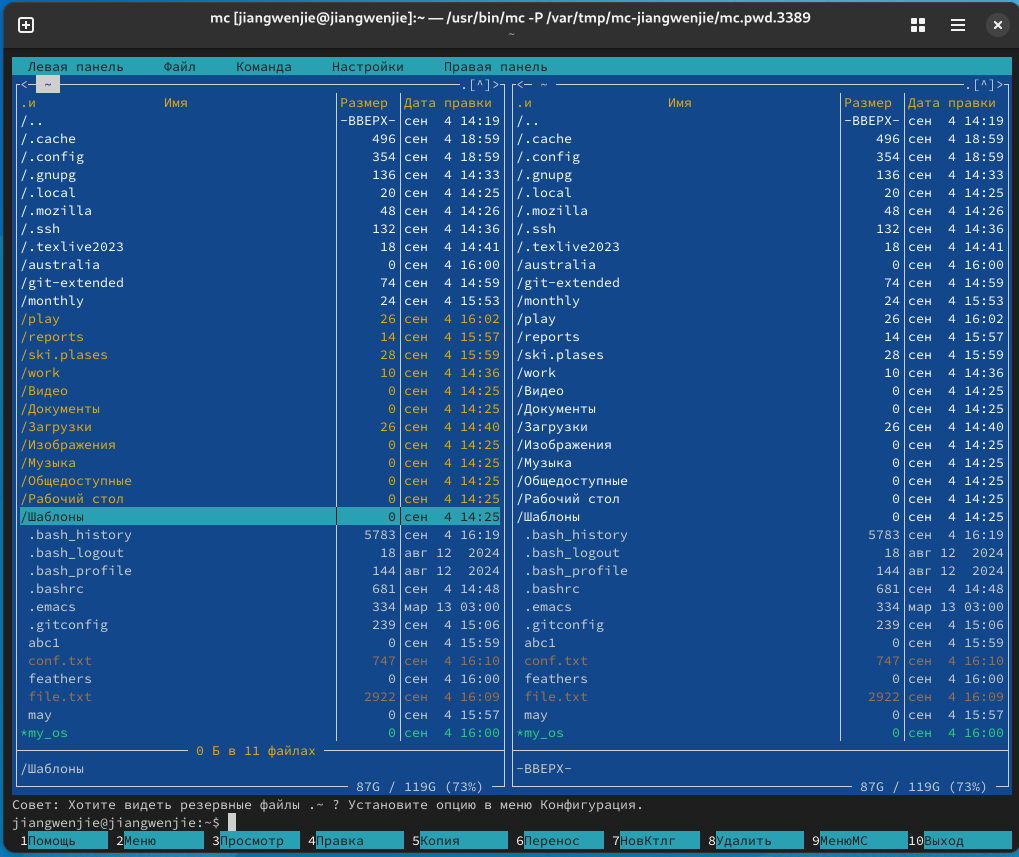 mc [jiangwenjie@jiangwenjie]:~ — /usr/bin/mc -P /var/tmp/mc-jiangwenjie/mc.pwd.3389
~
Левая панель Файл Команда Настройки Правая панель
<─ ~ .[^]> <─ ~ .[^]>
.и Имя Размер Дата правки .и Имя Размер Дата правки
/.. -ВВЕРХ- сен 4 14:19 /.. -ВВЕРХ- сен 4 14:19
/.cache 496 сен 4 18:59 /.cache 496 сен 4 18:59
/.config 354 сен 4 18:59 /.config 354 сен 4 18:59
/.gnupg 136 сен 4 14:33 /.gnupg 136 сен 4 14:33
/.local 20 сен 4 14:25 /.local 20 сен 4 14:25
/.mozilla 48 сен 4 14:26 /.mozilla 48 сен 4 14:26
/.ssh 132 сен 4 14:36 /.ssh 132 сен 4 14:36
/.texlive2023 18 сен 4 14:41 /.texlive2023 18 сен 4 14:41
/australia 0 сен 4 16:00 /australia 0 сен 4 16:00
/git-extended 74 сен 4 14:59 /git-extended 74 сен 4 14:59
/monthly 24 сен 4 15:53 /monthly 24 сен 4 15:53
/play 26 сен 4 16:02 /play 26 сен 4 16:02
/reports 14 сен 4 15:57 /reports 14 сен 4 15:57
/ski.plases 28 сен 4 15:59 /ski.plases 28 сен 4 15:59
/work 10 сен 4 14:36 /work 10 сен 4 14:36
/Видео 0 сен 4 14:25 /Видео 0 сен 4 14:25
/Документы 0 сен 4 14:25 /Документы 0 сен 4 14:25
/Загрузки 26 сен 4 14:40 /Загрузки 26 сен 4 14:40
/Изображения 0 сен 4 14:25 /Изображения 0 сен 4 14:25
/Музыка 0 сен 4 14:25 /Музыка 0 сен 4 14:25
/Общедоступные 0 сен 4 14:25 /Общедоступные 0 сен 4 14:25
/Рабочий стол 0 сен 4 14:25 /Рабочий стол 0 сен 4 14:25
/Шаблоны 0 сен 4 14:25 /Шаблоны 0 сен 4 14:25
.bash_history 5783 сен 4 16:19 .bash_history 5783 сен 4 16:19
.bash_logout 18 авг 12 2024 .bash_logout 18 авг 12 2024
.bash_profile 144 авг 12 2024 .bash_profile 144 авг 12 2024
.bashrc 681 сен 4 14:48 .bashrc 681 сен 4 14:48
.emacs 334 мар 13 03:00 .emacs 334 мар 13 03:00
.gitconfig 239 сен 4 15:06 .gitconfig 239 сен 4 15:06
abc1 0 сен 4 15:59 abc1 0 сен 4 15:59
conf.txt 747 сен 4 16:10 conf.txt 747 сен 4 16:10
feathers 0 сен 4 16:00 feathers 0 сен 4 16:00
file.txt 2922 сен 4 16:09 file.txt 2922 сен 4 16:09
may 0 сен 4 15:57 may 0 сен 4 15:57
*my_os 0 сен 4 16:00 *my_os 0 сен 4 16:00
0 Б в 11 файлах
/Шаблоны -ВВЕРХ-
87G / 119G (73%) 87G / 119G (73%)
Совет: Хотите видеть резервные файлы .~ ? Установите опцию в меню Конфигурация.
jiangwenjie@jiangwenjie:~$
1Помощь 2Меню 3Просмотр 4Правка 5Копия 6Перенос 7НовКтлг 8Удалить 9МенюMC 10Выход